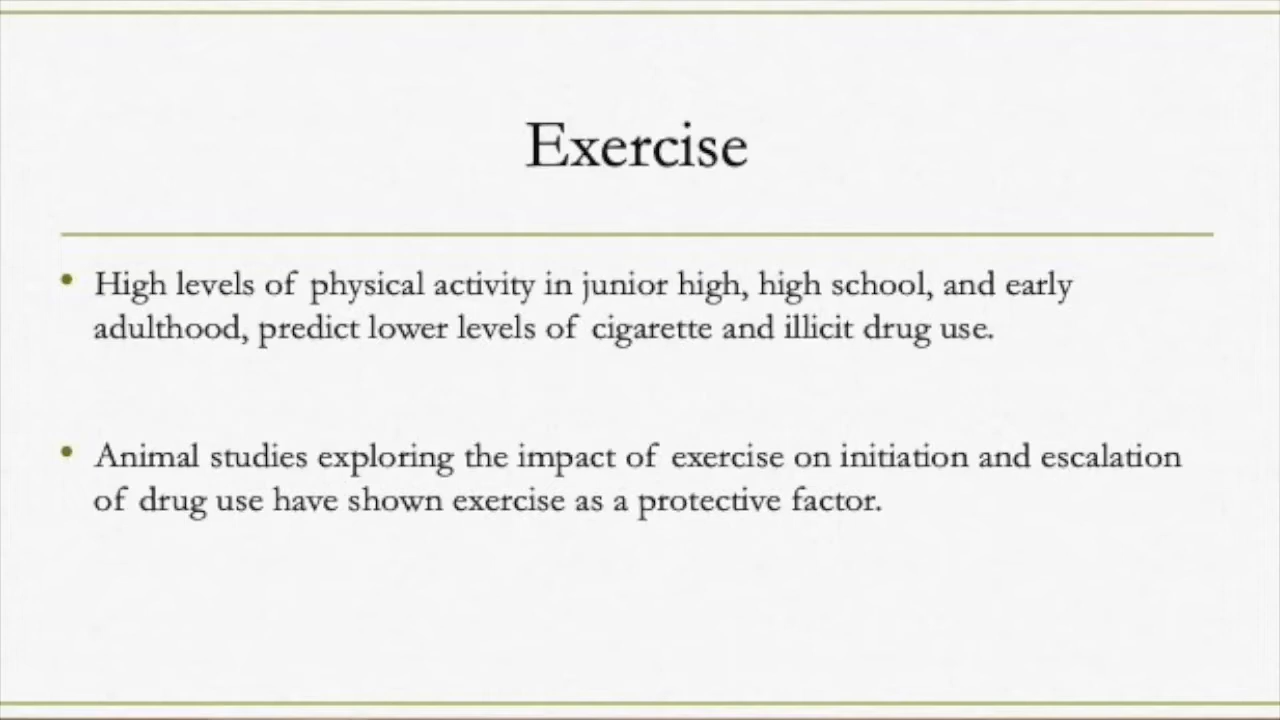 Exercise
• High levels of physical activity in junior high, high school, and early
adulthood, predict lower levels of cigarette and illicit drug use.
• Animal studies exploring the impact of exercise on initiation and escalation
of drug use have shown exercise as a protective factor.